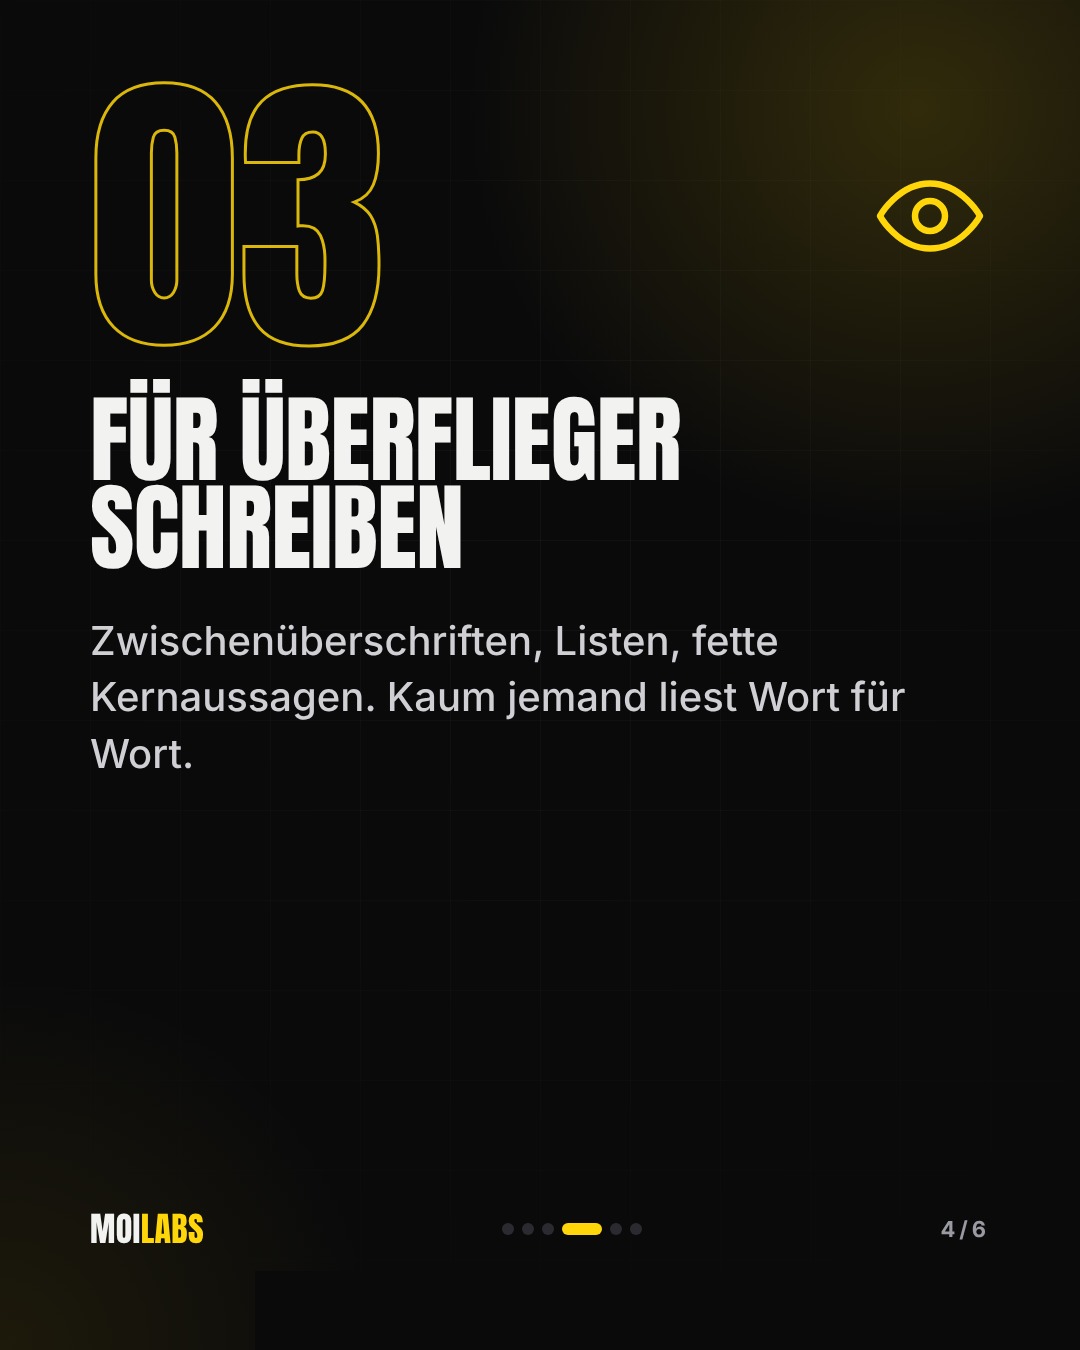 03
FÜR ÜBERFLIEGER
SCHREIBEN
Zwischenüberschriften, Listen, fette
Kernaussagen. Kaum jemand liest Wort für
Wort.
MOILABS
4/6